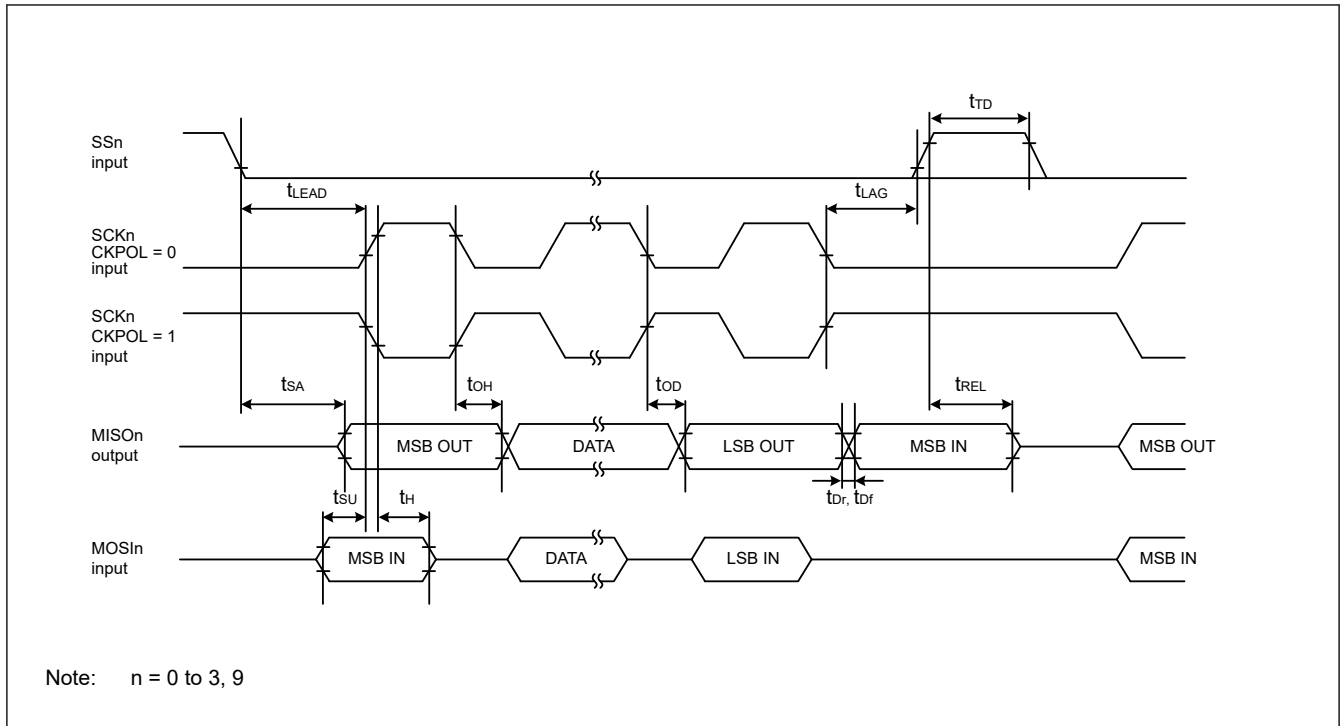 tTD
SSn
input
tLEAD
tLAG
SCKn
CKPOL = 0
input
SCKn
CKPOL = 1
input
tSA
tOH
tOD
tREL
MISOn
output
MSB OUT
DATA
LSB OUT
MSB IN
MSB OUT
tSU
tH
tDr, tDf
MOSIn
input
MSB IN
DATA
LSB IN
MSB IN
Note: n = 0 to 3, 9